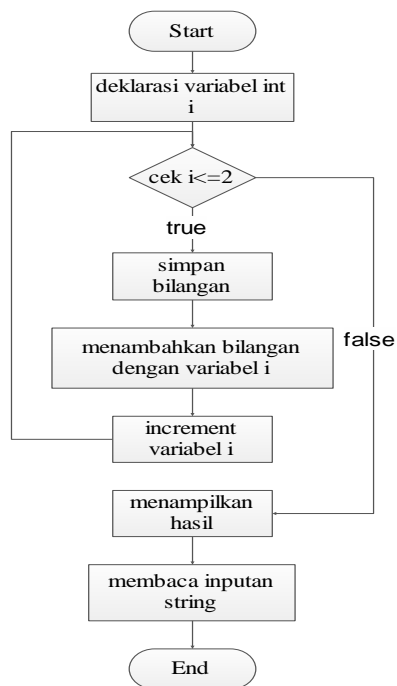 Start
deklarasi variabel int
i
cek i<=2
true
simpan
bilangan
menambahkan bilangan
dengan variabel i
false
increment
variabel i
menampilkan
hasil
membaca inputan
string
End